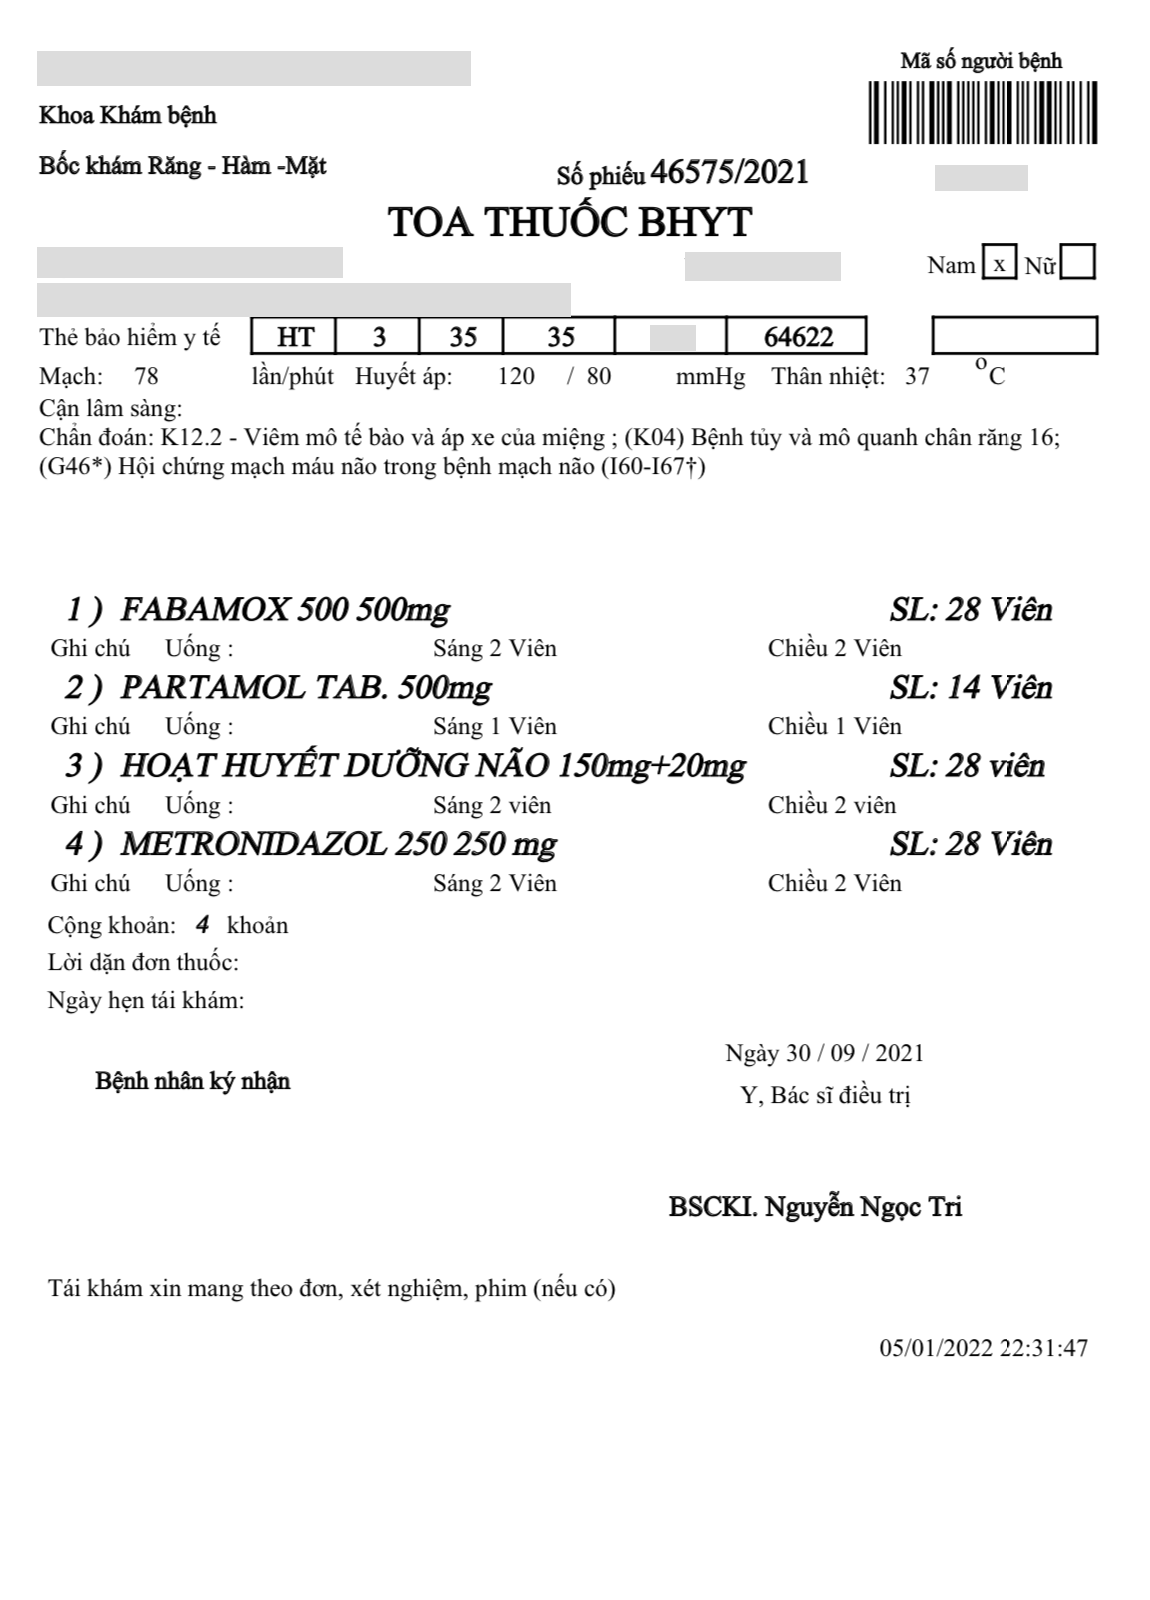 Mã số người bệnh
Khoa Khám bệnh
Bốc khám Răng - Hàm -Mặt
Số phiếu 46575/2021
TOA THUỐC BHYT
Nam x Nữ
Thẻ bảo hiểm y tế HT 3 35 35 64622
Mạch: 78 lần/phút Huyết áp: 120 / 80 mmHg Thân nhiệt: 37 °C
Cận lâm sàng:
Chẩn đoán: K12.2 - Viêm mô tế bào và áp xe của miệng ; (K04) Bệnh tủy và mô quanh chân răng 16;
(G46*) Hội chứng mạch máu não trong bệnh mạch não (I60-I67†)
1 ) FABAMOX 500 500mg SL: 28 Viên
Ghi chú Uống : Sáng 2 Viên Chiều 2 Viên
2 ) PARTAMOL TAB. 500mg SL: 14 Viên
Ghi chú Uống : Sáng 1 Viên Chiều 1 Viên
3 ) HOẠT HUYẾT DƯỠNG NÃO 150mg+20mg SL: 28 viên
Ghi chú Uống : Sáng 2 viên Chiều 2 viên
4 ) METRONIDAZOL 250 250 mg SL: 28 Viên
Ghi chú Uống : Sáng 2 Viên Chiều 2 Viên
Cộng khoản: 4 khoản
Lời dặn đơn thuốc:
Ngày hẹn tái khám:
Ngày 30 / 09 / 2021
Bệnh nhân ký nhận
Y, Bác sĩ điều trị
BSCKI. Nguyễn Ngọc Tri
Tái khám xin mang theo đơn, xét nghiệm, phim (nếu có)
05/01/2022 22:31:47